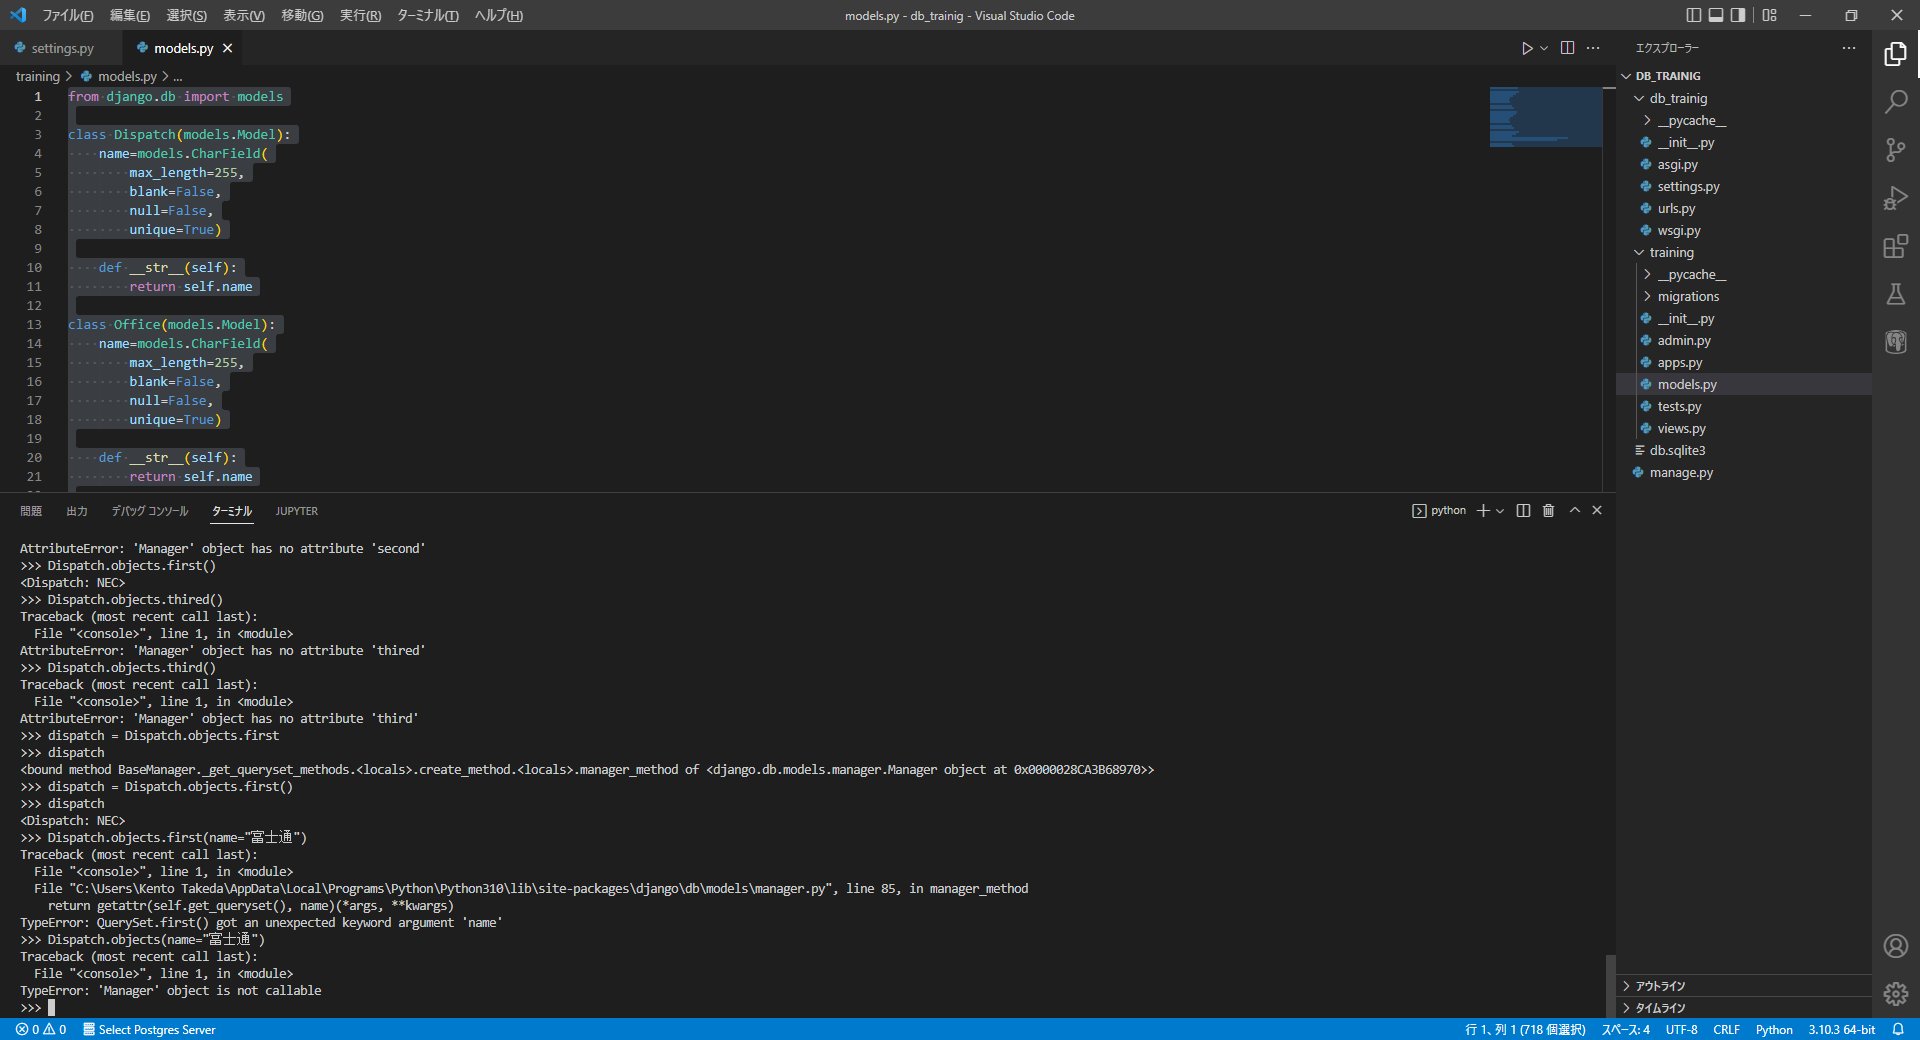 ファイル(F) 編集(E) 選択(S) 表示(V) 移動(G) 実行(R) ターミナル(T) ヘルプ(H)
models.py - db_trainig - Visual Studio Code
settings.py
models.py
training > models.py > ...
1 from django.db import models
2
3 class Dispatch(models.Model):
4 name=models.CharField(
5 max_length=255,
6 blank=False,
7 null=False,
8 unique=True)
9
10 def __str__(self):
11 return self.name
12
13 class Office(models.Model):
14 name=models.CharField(
15 max_length=255,
16 blank=False,
17 null=False,
18 unique=True)
19
20 def __str__(self):
21 return self.name
問題 出力 デバッグ コンソール ターミナル JUPYTER
python
AttributeError: 'Manager' object has no attribute 'second'
>>> Dispatch.objects.first()
<Dispatch: NEC>
>>> Dispatch.objects.thired()
Traceback (most recent call last):
File "<console>", line 1, in <module>
AttributeError: 'Manager' object has no attribute 'thired'
>>> Dispatch.objects.third()
Traceback (most recent call last):
File "<console>", line 1, in <module>
AttributeError: 'Manager' object has no attribute 'third'
>>> dispatch = Dispatch.objects.first
>>> dispatch
<bound method BaseManager._get_queryset_methods.<locals>.create_method.<locals>.manager_method of <django.db.models.manager.Manager object at 0x0000028CA3B68970>>
>>> dispatch = Dispatch.objects.first()
>>> dispatch
<Dispatch: NEC>
>>> Dispatch.objects.first(name="富士通")
Traceback (most recent call last):
File "<console>", line 1, in <module>
File "C:\Users\Kento Takeda\AppData\Local\Programs\Python\Python310\lib\site-packages\django\db\models\manager.py", line 85, in manager_method
return getattr(self.get_queryset(), name)(*args, **kwargs)
TypeError: QuerySet.first() got an unexpected keyword argument 'name'
>>> Dispatch.objects(name="富士通")
Traceback (most recent call last):
File "<console>", line 1, in <module>
TypeError: 'Manager' object is not callable
>>>
エクスプローラー
DB_TRAINIG
db_trainig
__pycache__
__init__.py
asgi.py
settings.py
urls.py
wsgi.py
training
__pycache__
migrations
__init__.py
admin.py
apps.py
models.py
tests.py
views.py
db.sqlite3
manage.py
アウトライン
タイムライン
0 0 Select Postgres Server
行 1、列 1 (718 個選択) スペース: 4 UTF-8 CRLF Python 3.10.3 64-bit